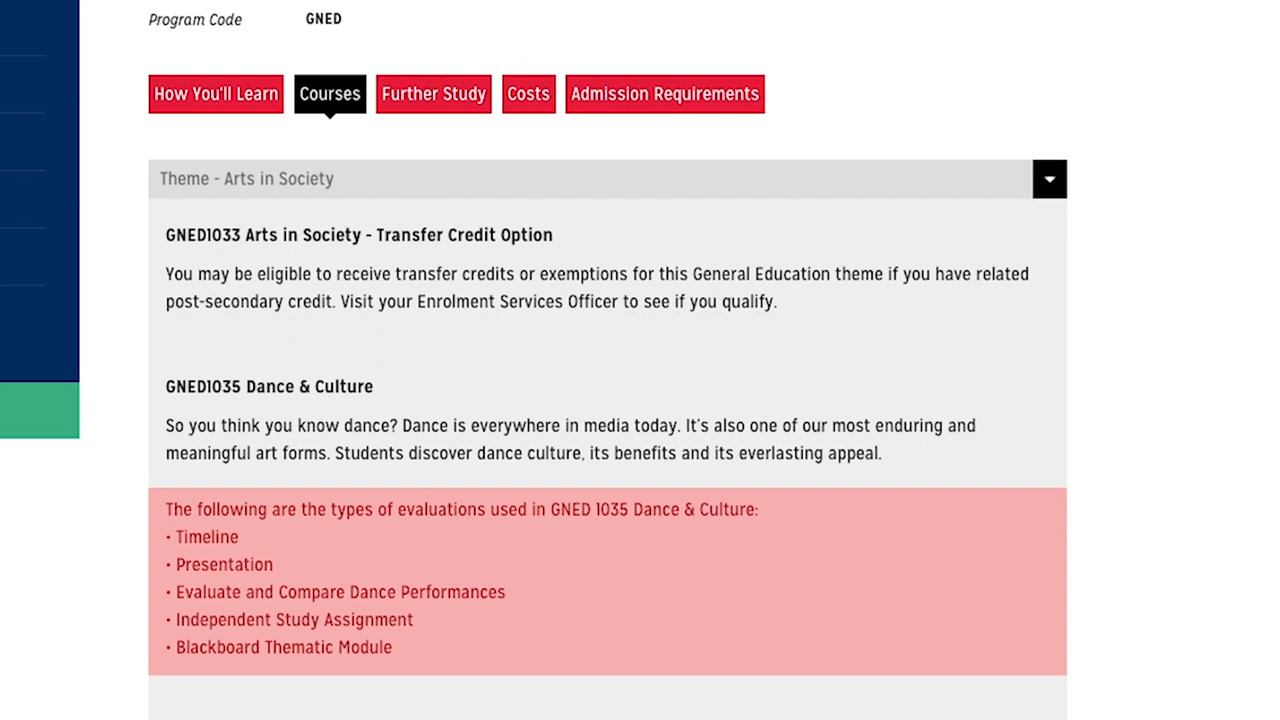 Program Code GNED
How You'll Learn Courses Further Study Costs Admission Requirements
Theme - Arts in Society
GNED1033 Arts in Society - Transfer Credit Option
You may be eligible to receive transfer credits or exemptions for this General Education theme if you have related
post-secondary credit. Visit your Enrolment Services Officer to see if you qualify.
GNED1035 Dance & Culture
So you think you know dance? Dance is everywhere in media today. It's also one of our most enduring and
meaningful art forms. Students discover dance culture, its benefits and its everlasting appeal.
The following are the types of evaluations used in GNED 1035 Dance & Culture:
• Timeline
• Presentation
• Evaluate and Compare Dance Performances
• Independent Study Assignment
• Blackboard Thematic Module